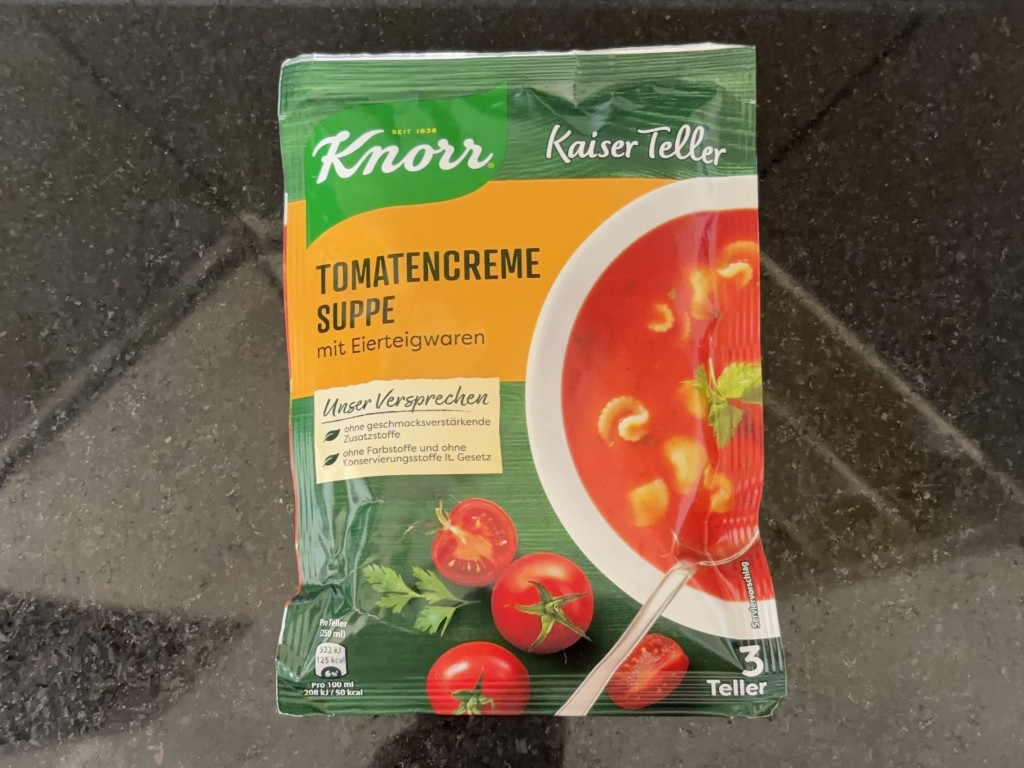 SEIT 1838
Knorr
Kaiser Teller
TOMATENCREME
SUPPE
mit Eierteigwaren
Unser Versprechen
ohne geschmacksverstärkende
Zusatzstoffe
ohne Farbstoffe und ohne
Konservierungsstoffe lt. Gesetz
Serviervorschlag
Pro Teller
(250 ml)
522 kJ
125 kcal
6%
Pro 100 ml
208 kJ / 50 kcal
3
Teller